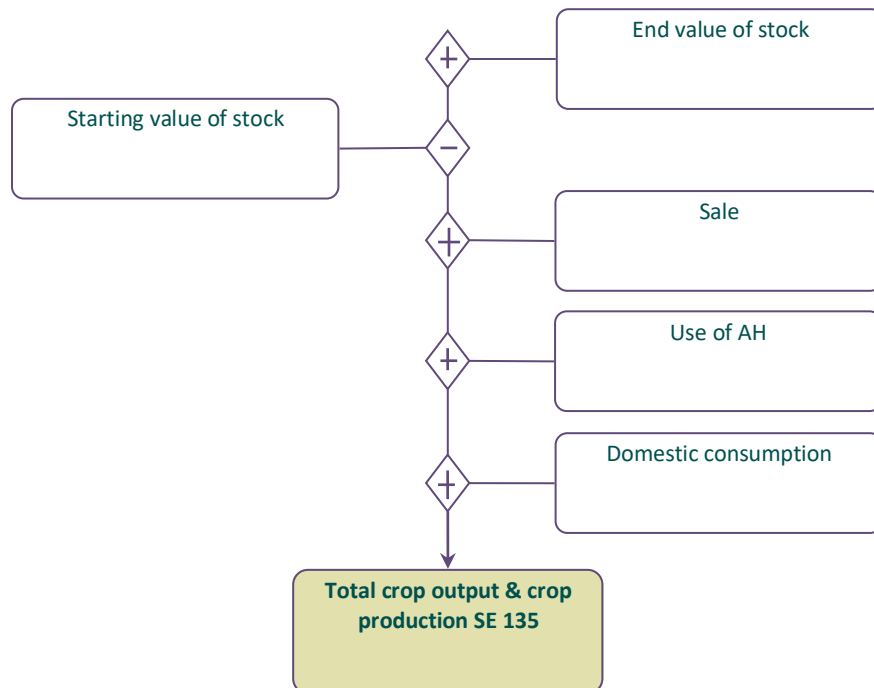 End value of stock
Starting value of stock
Sale
Use of AH
Domestic consumption
Total crop output & crop
production SE 135